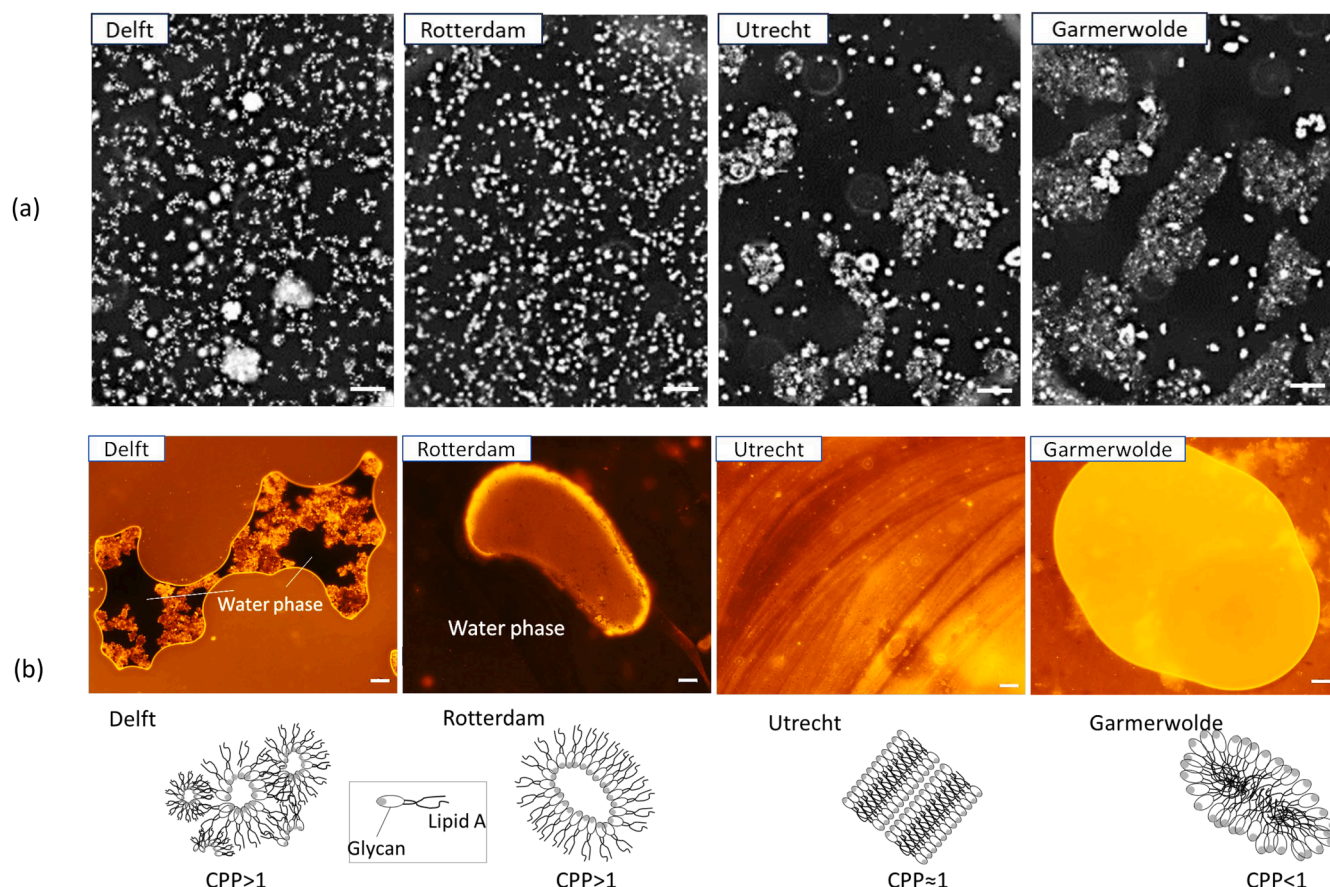 Delft
Rotterdam
Utrecht
Garmerwolde
(a)
Delft
Rotterdam
Utrecht
Garmerwolde
Water phase
Water phase
(b)
Delft
Rotterdam
Utrecht
Garmerwolde
Lipid A
Glycan
CPP>1
CPP>1
CPP≈1
CPP<1